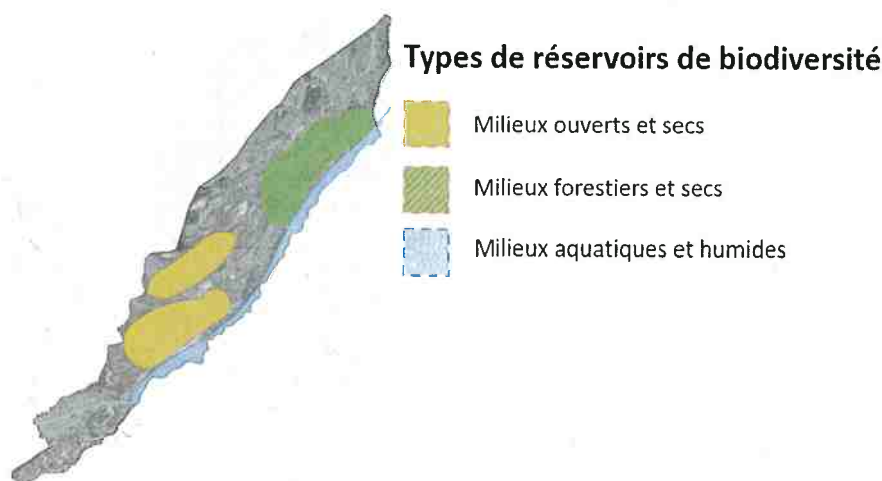 Types de réservoirs de biodiversité
Milieux ouverts et secs
Milieux forestiers et secs
Milieux aquatiques et humides